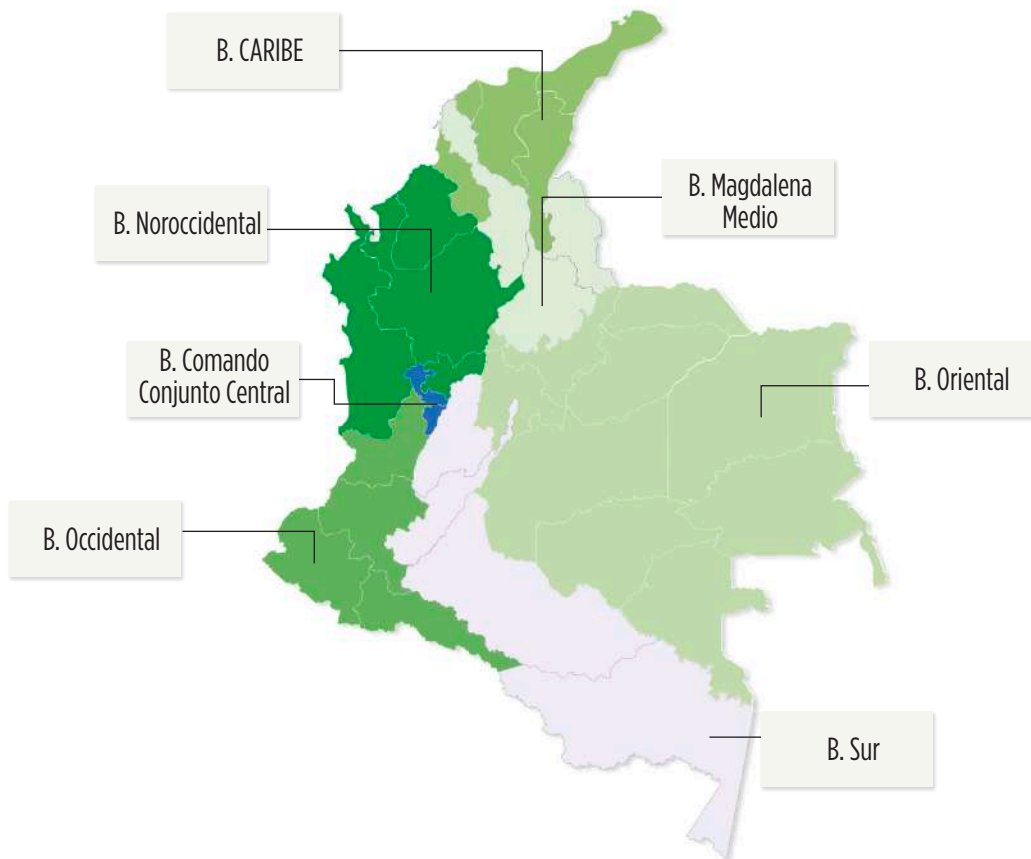 B. CARIBE
B. Magdalena
Medio
B. Noroccidental
B. Comando
Conjunto Central
B. Oriental
B. Occidental
B. Sur